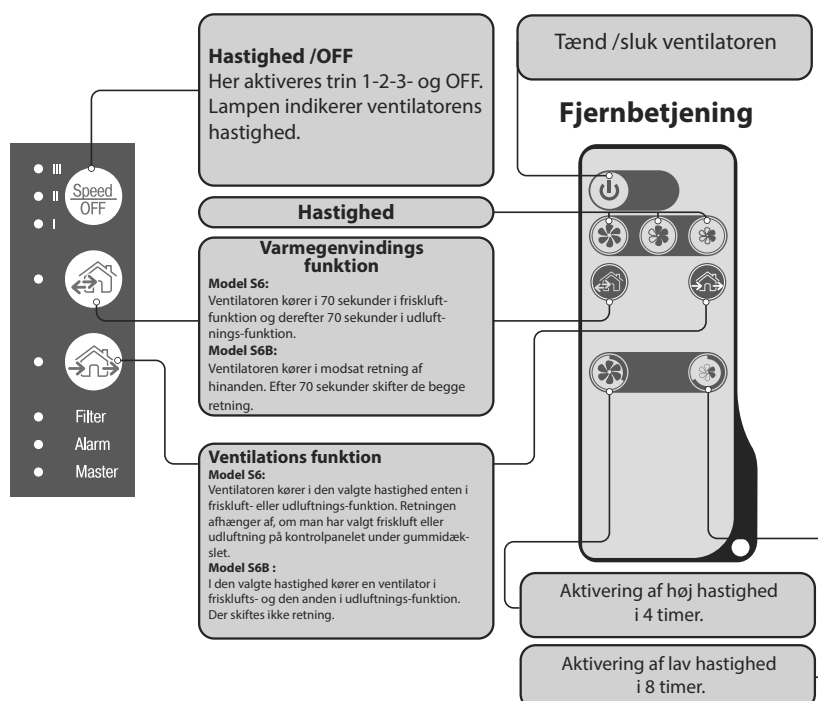 Hastighed /OFF
Her aktiveres trin 1-2-3- og OFF.
Lampen indikerer ventilatorens
hastighed.
Tænd /sluk ventilatoren
Fjernbetjening
III
II
I
Speed
OFF
Hastighed
Varmegenvindings
funktion
Model S6:
Ventilatoren kører i 70 sekunder i friskluft-
funktion og derefter 70 sekunder i udluft-
nings-funktion.
Model S6B:
Ventilatoren kører i modsat retning af
hinanden. Efter 70 sekunder skifter de begge
retning.
Filter
Alarm
Master
Ventilations funktion
Model S6:
Ventilatoren kører i den valgte hastighed enten i
friskluft- eller udluftnings-funktion. Retningen
afhænger af, om man har valgt friskluft eller
udluftning på kontrolpanelet under gummidæk-
slet.
Model S6B :
I den valgte hastighed kører en ventilator i
frisklufts- og den anden i udluftnings-funktion.
Der skiftes ikke retning.
Aktivering af høj hastighed
i 4 timer.
Aktivering af lav hastighed
i 8 timer.